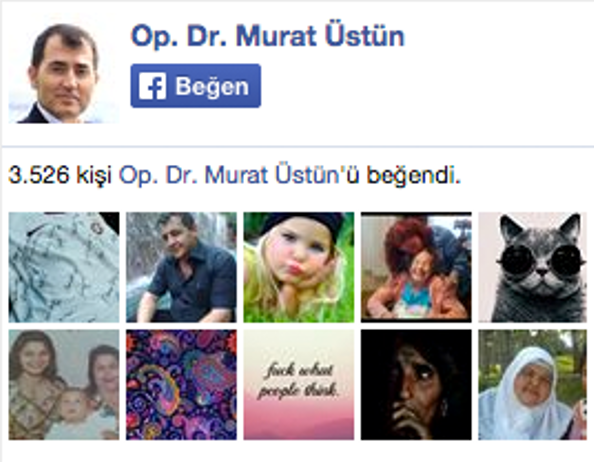 Op. Dr. Murat Üstün
Beğen
3.526 kişi Op. Dr. Murat Üstün'ü beğendi.
fuck what
people think.